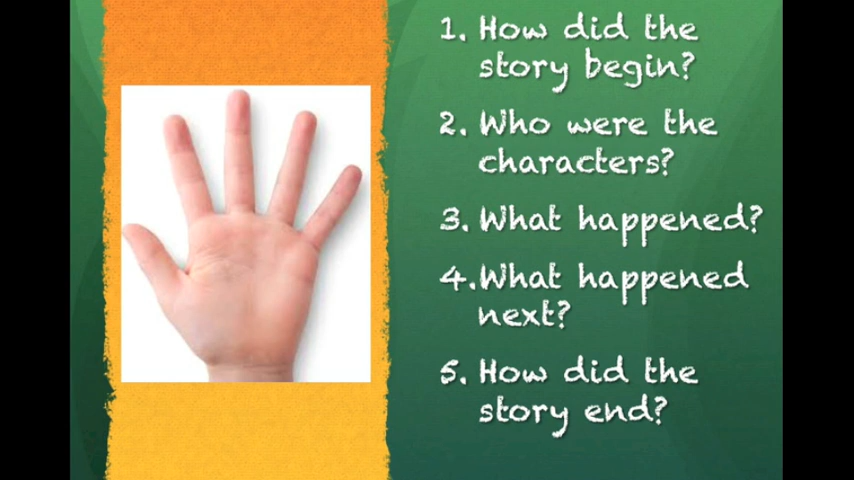 1. How did the
story begin?
2. Who were the
characters?
3. What happened?
4.What happened
next?
5. How did the
story end?